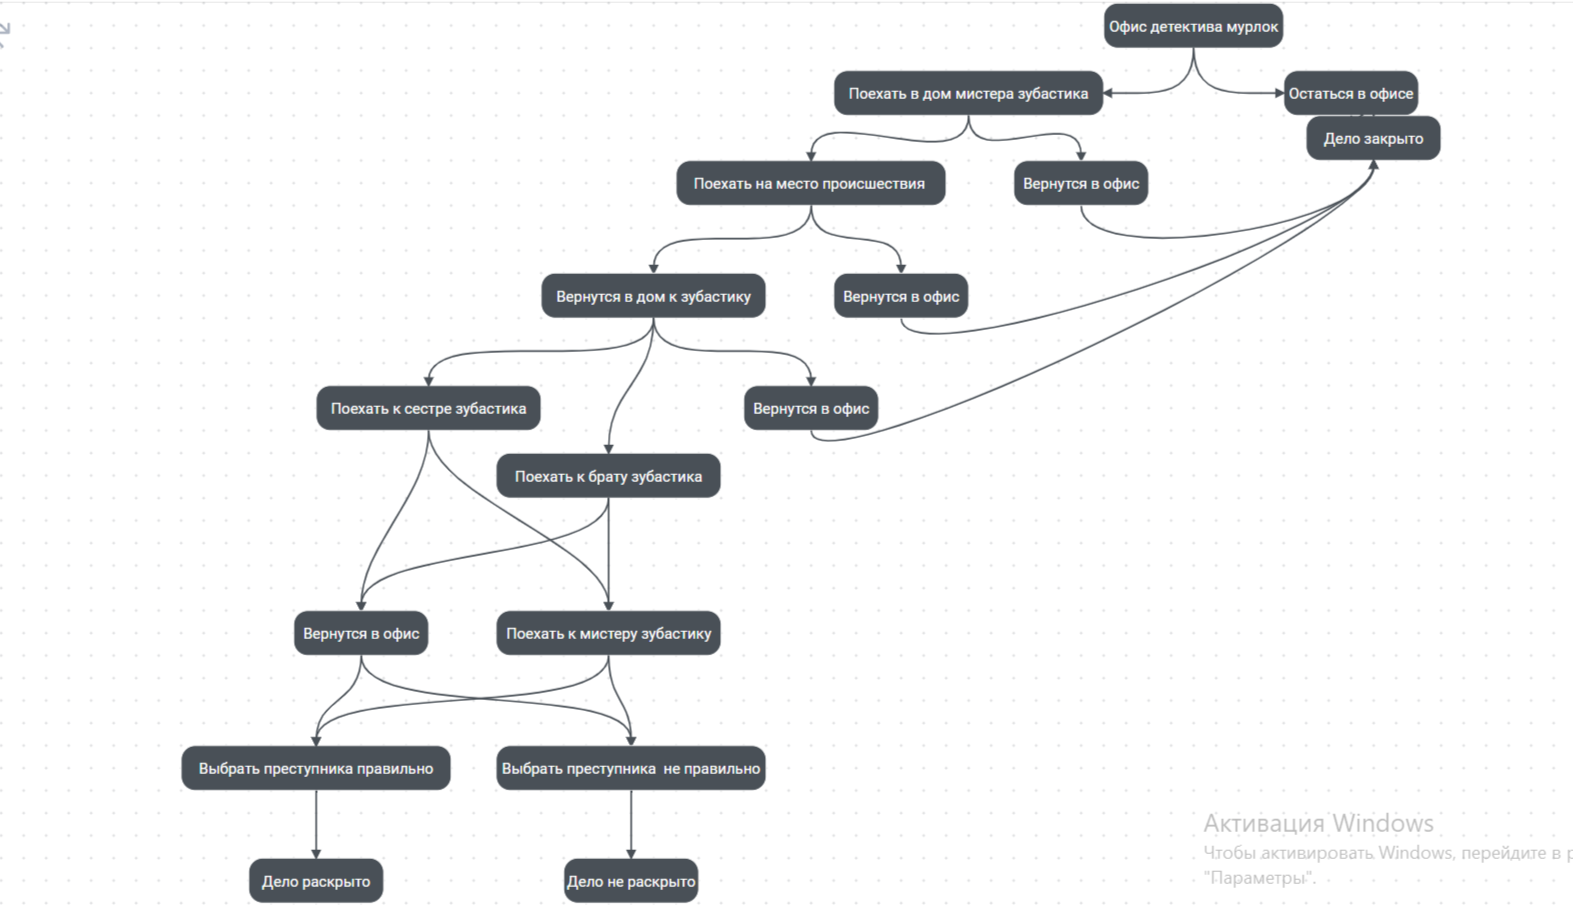 Офис детектива мурлок
Поехать в дом мистера зубастика
Остаться в офисе
Дело закрыто
Поехать на место происшествия
Вернутся в офис
Вернутся в дом к зубастику
Вернутся в офис
Поехать к сестре зубастика
Вернутся в офис
Поехать к брату зубастика
Вернутся в офис
Поехать к мистеру зубастику
Выбрать преступника правильно
Выбрать преступника не правильно
Дело раскрыто
Дело не раскрыто
Активация Windows
Чтобы активировать Windows, перейдите в р
"Параметры".